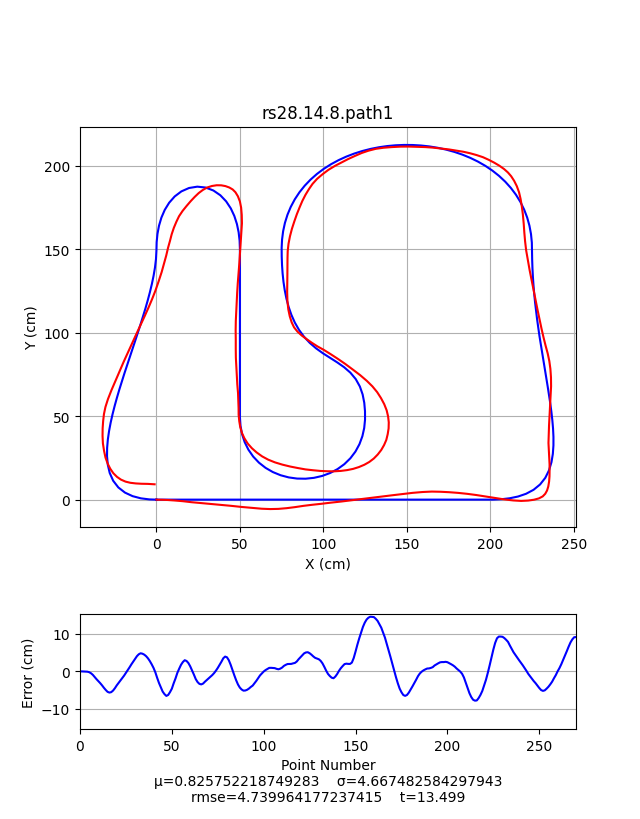 rs28.14.8.path1
200
150
100
50
0
Y (cm)
0 50 100 150 200 250
X (cm)
10
0
−10
Error (cm)
0 50 100 150 200 250
Point Number
μ=0.825752218749283 σ=4.667482584297943
rmse=4.739964177237415 t=13.499